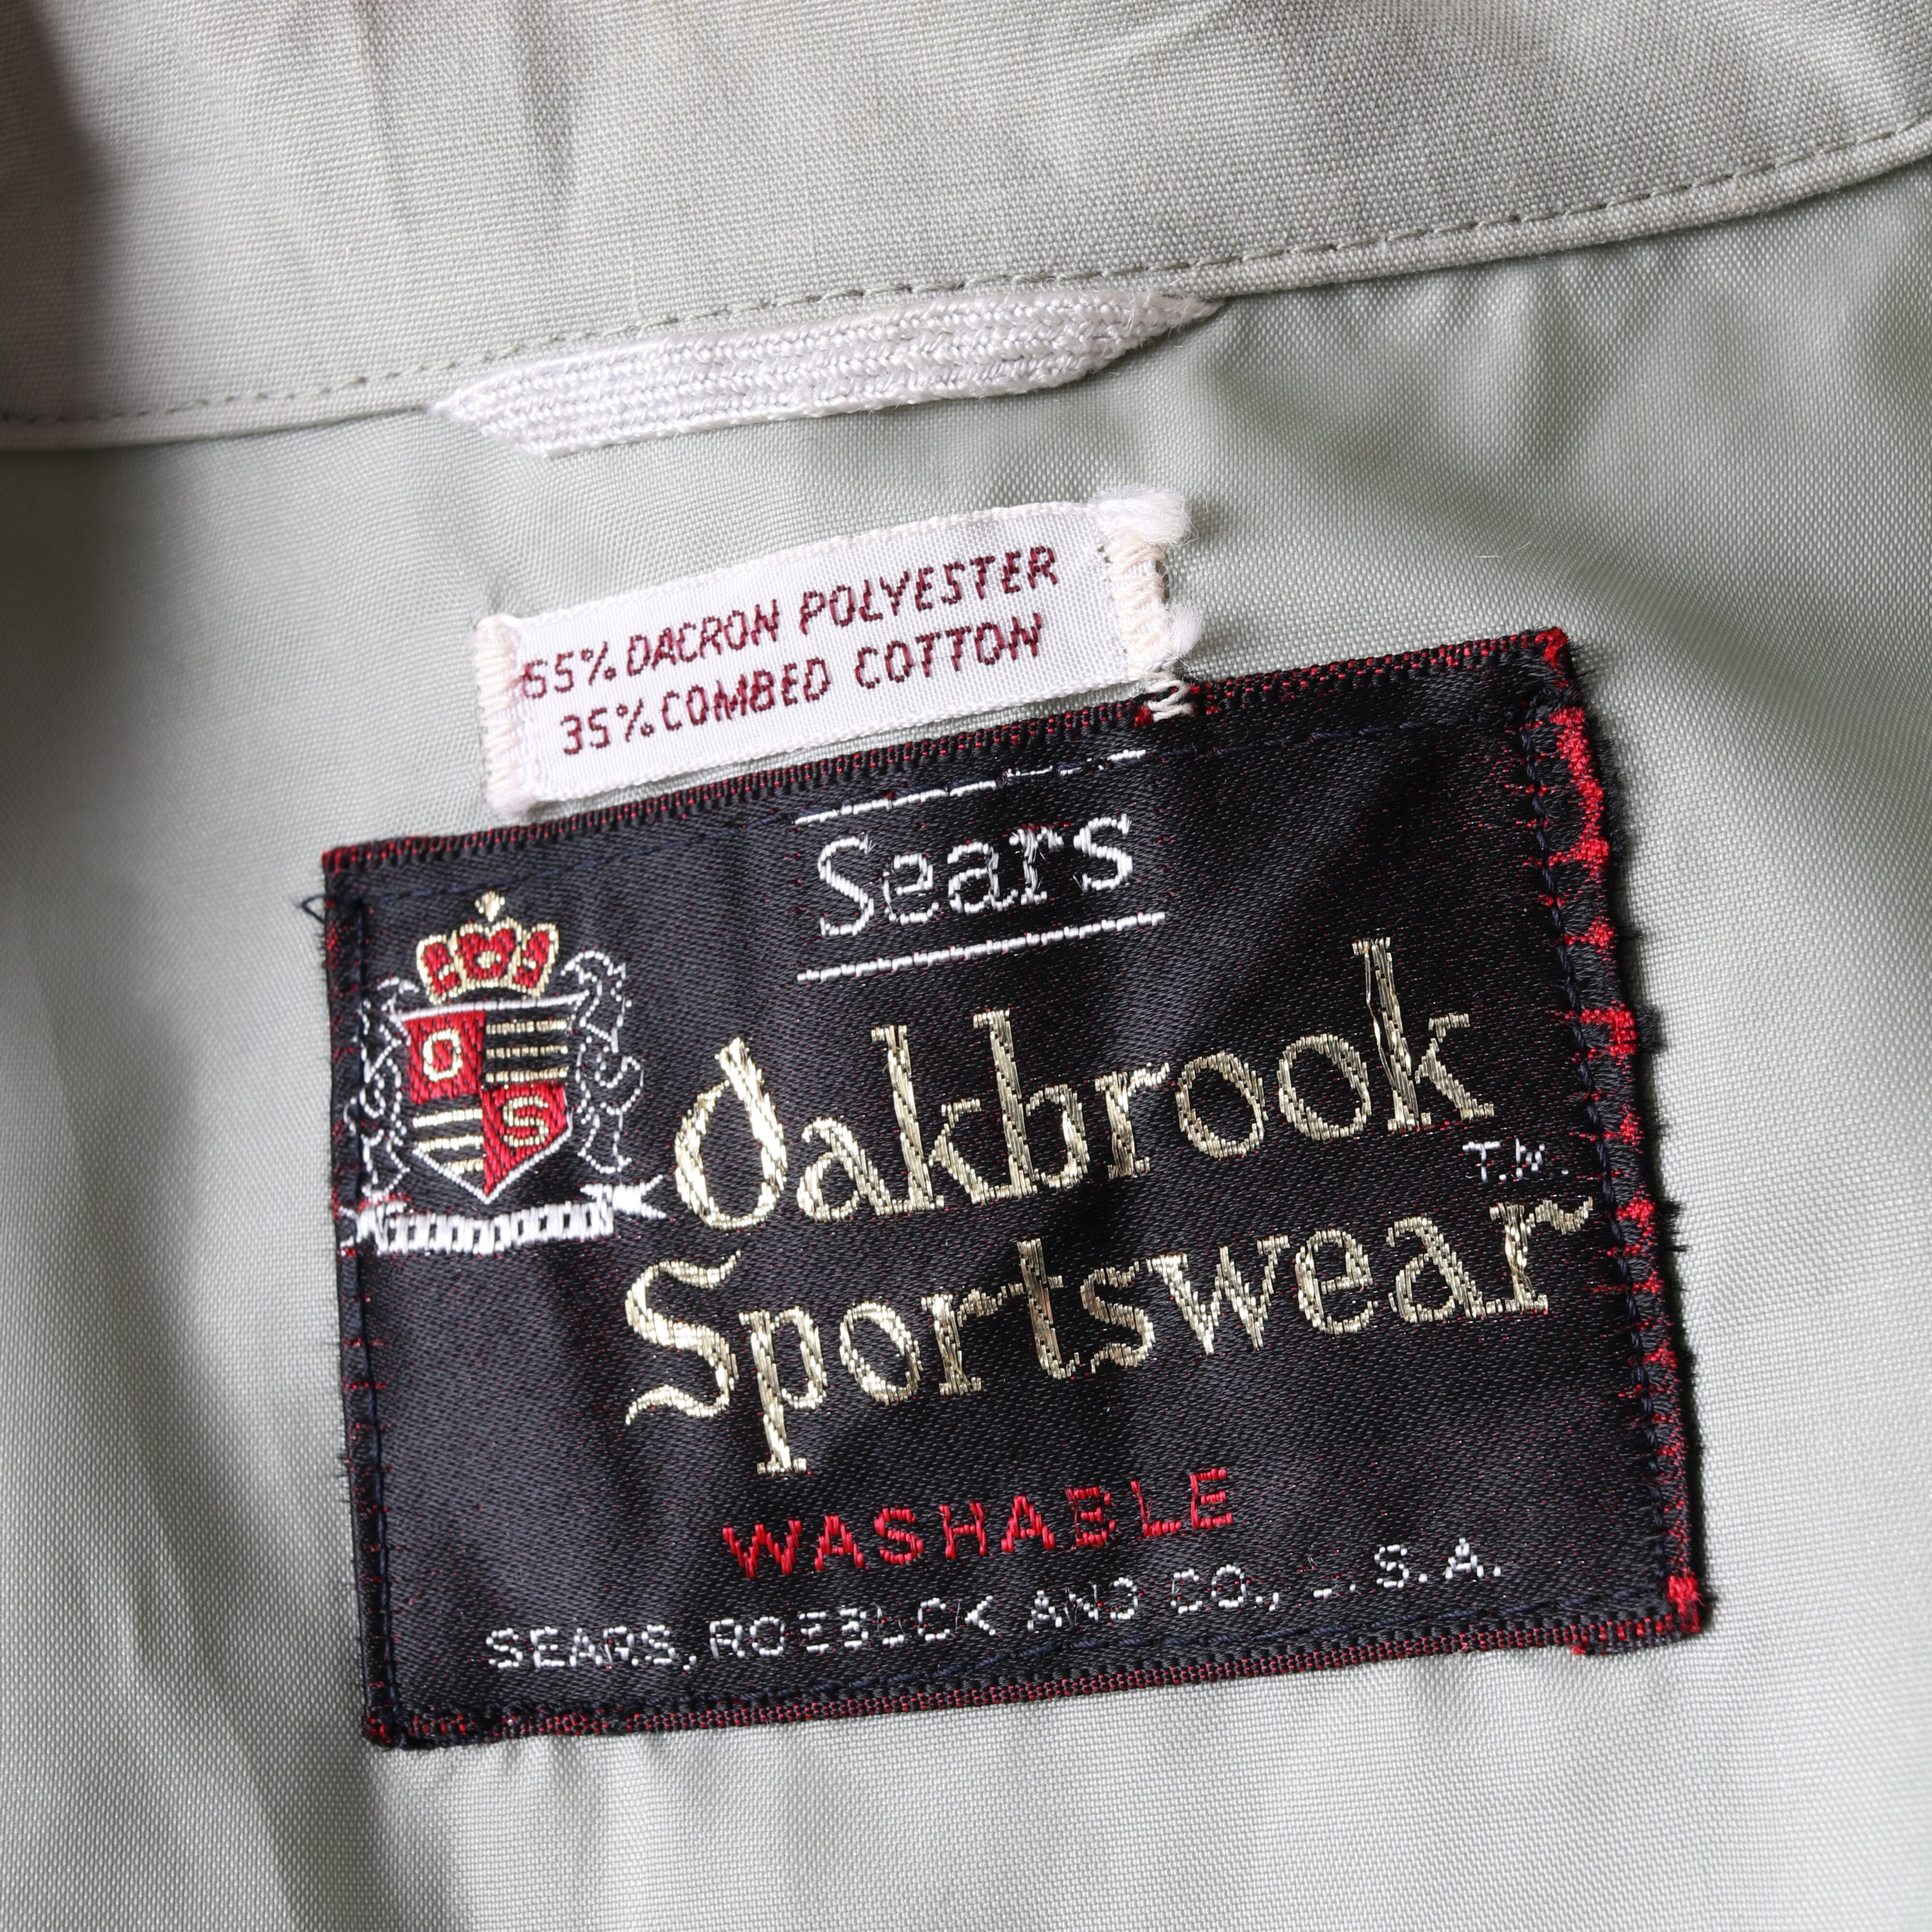 65% DACRON POLYESTER
35% COMBED COTTON
Sears
O
S
Oakbrook
T.M.
Sportswear
WASHABLE
SEARS, ROEBUCK AND CO., U.S.A.